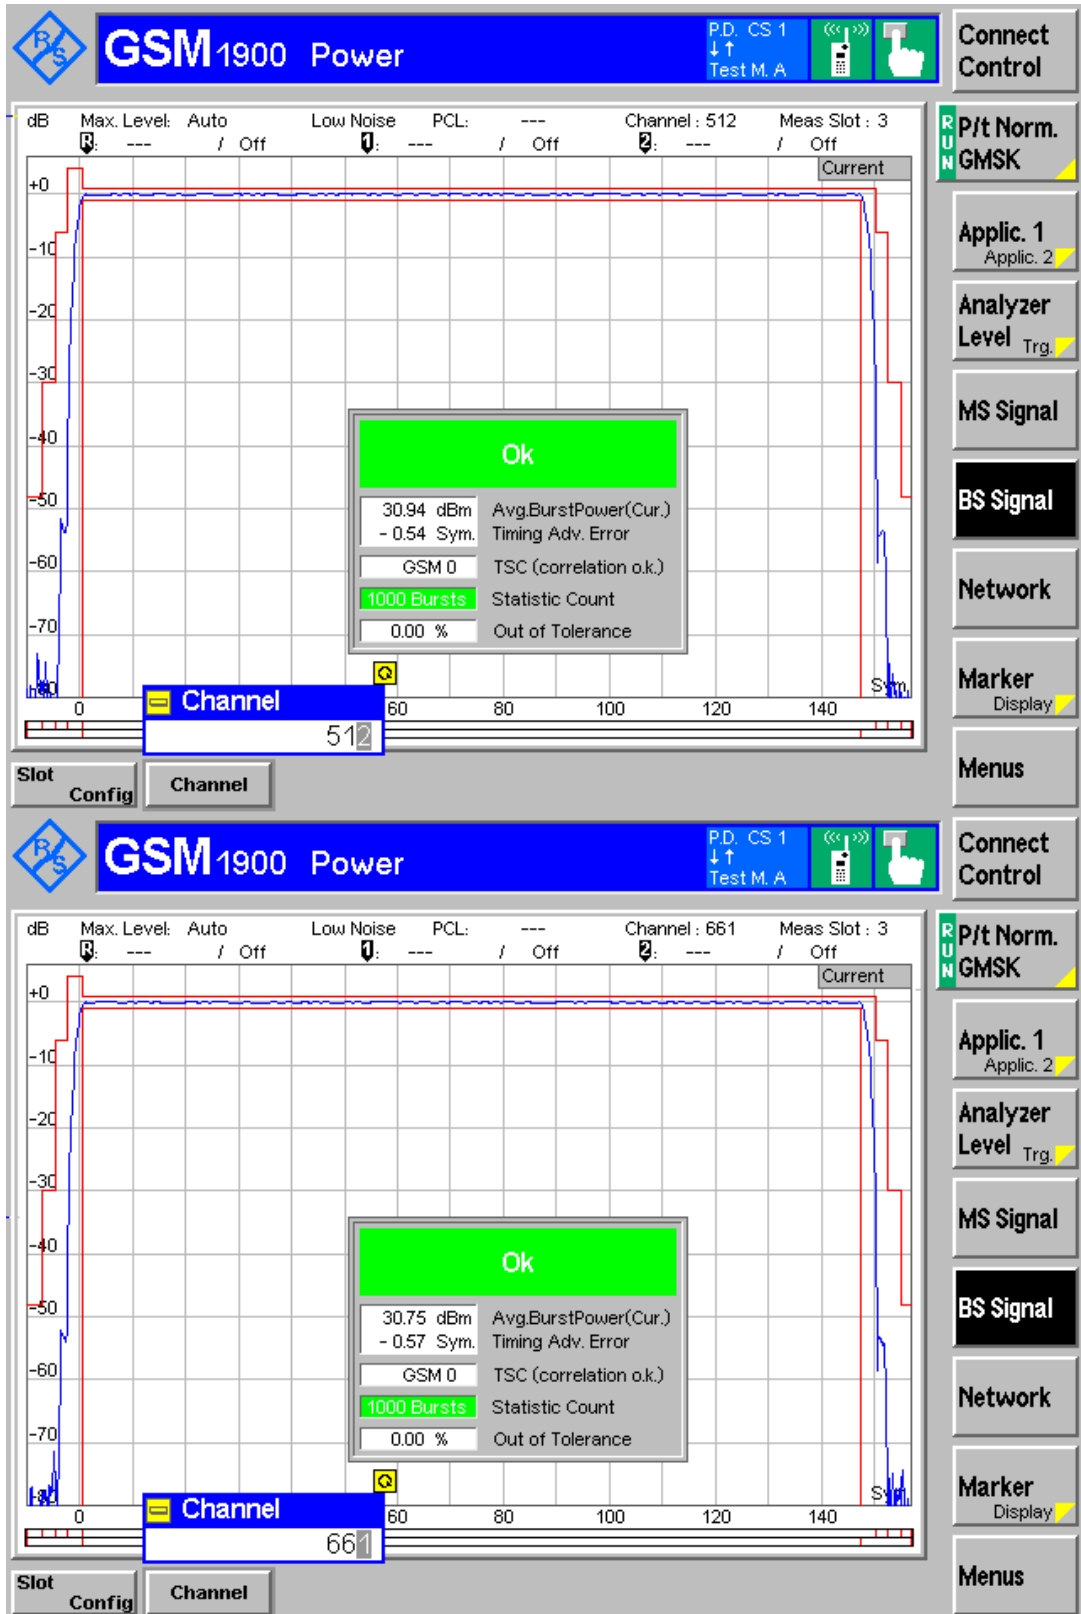 R/S
GSM 1900 Power
P.D. CS 1
↓↑
Test M. A
Connect
Control
dB Max. Level: Auto Low Noise PCL: --- Channel : 512 Meas Slot : 3
R: --- / Off 1: --- / Off 2: --- / Off
Current
RUN
P/t Norm.
GMSK
+0
-10
-20
-30
-40
-50
-60
-70
Applic. 1
Applic. 2
Analyzer
Level Trg.
MS Signal
BS Signal
Network
Marker
Display
Menus
Ok
30.94 dBm Avg.BurstPower(Cur.)
- 0.54 Sym. Timing Adv. Error
GSM 0 TSC (correlation o.k.)
1000 Bursts Statistic Count
0.00 % Out of Tolerance
Sym.
0 60 80 100 120 140
Channel
512
Slot
Config
Channel
R/S
GSM 1900 Power
P.D. CS 1
↓↑
Test M. A
Connect
Control
dB Max. Level: Auto Low Noise PCL: --- Channel : 661 Meas Slot : 3
R: --- / Off 1: --- / Off 2: --- / Off
Current
RUN
P/t Norm.
GMSK
+0
-10
-20
-30
-40
-50
-60
-70
Applic. 1
Applic. 2
Analyzer
Level Trg.
MS Signal
BS Signal
Network
Marker
Display
Menus
Ok
30.75 dBm Avg.BurstPower(Cur.)
- 0.57 Sym. Timing Adv. Error
GSM 0 TSC (correlation o.k.)
1000 Bursts Statistic Count
0.00 % Out of Tolerance
0 60 80 100 120 140
Channel
661
Slot
Config
Channel